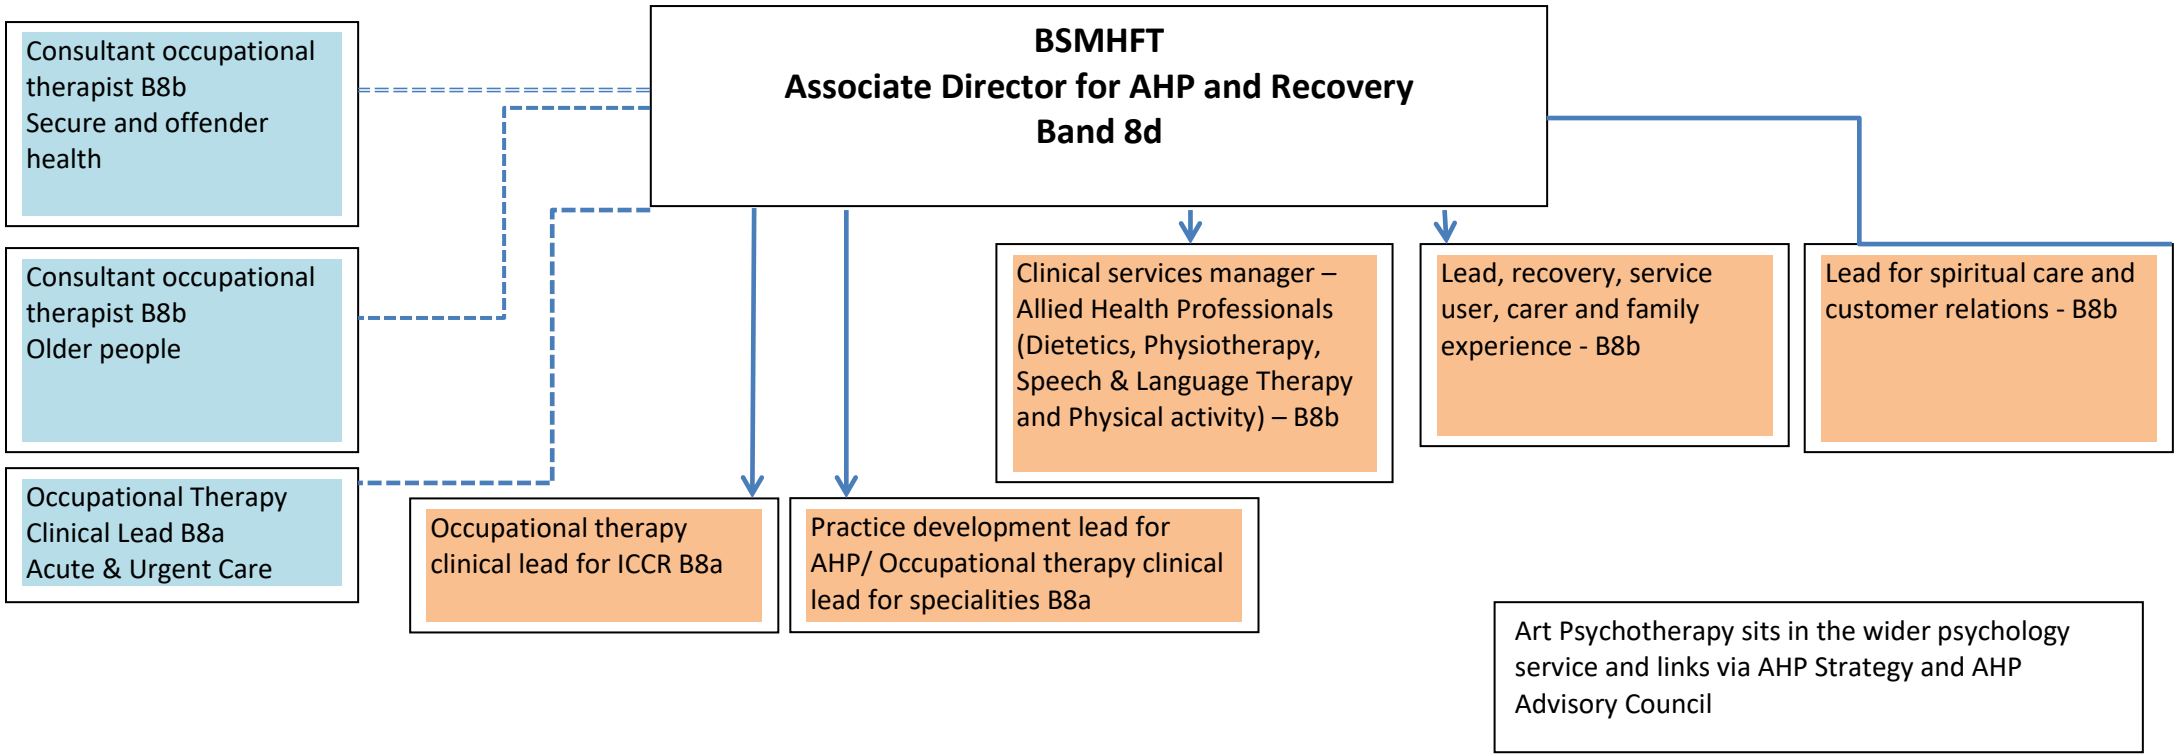 BSMHFT
Associate Director for AHP and Recovery
Band 8d
Consultant occupational
therapist B8b
Secure and offender
health
Consultant occupational
therapist B8b
Older people
Occupational Therapy
Clinical Lead B8a
Acute & Urgent Care
Occupational therapy
clinical lead for ICCR B8a
Practice development lead for
AHP/ Occupational therapy clinical
lead for specialities B8a
Clinical services manager –
Allied Health Professionals
(Dietetics, Physiotherapy,
Speech & Language Therapy
and Physical activity) – B8b
Lead, recovery, service
user, carer and family
experience - B8b
Lead for spiritual care and
customer relations - B8b
Art Psychotherapy sits in the wider psychology
service and links via AHP Strategy and AHP
Advisory Council